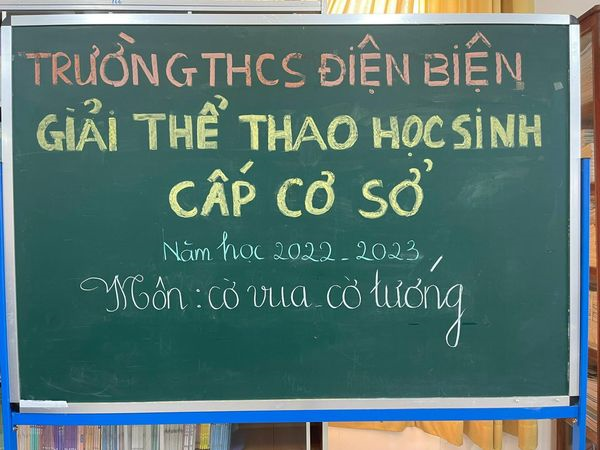 TRƯỜNG THCS ĐIỆN BIÊN
GIẢI THỂ THAO HỌC SINH
CẤP CƠ SỞ
Năm học 2022 - 2023
Môn : cờ vua - cờ tướng